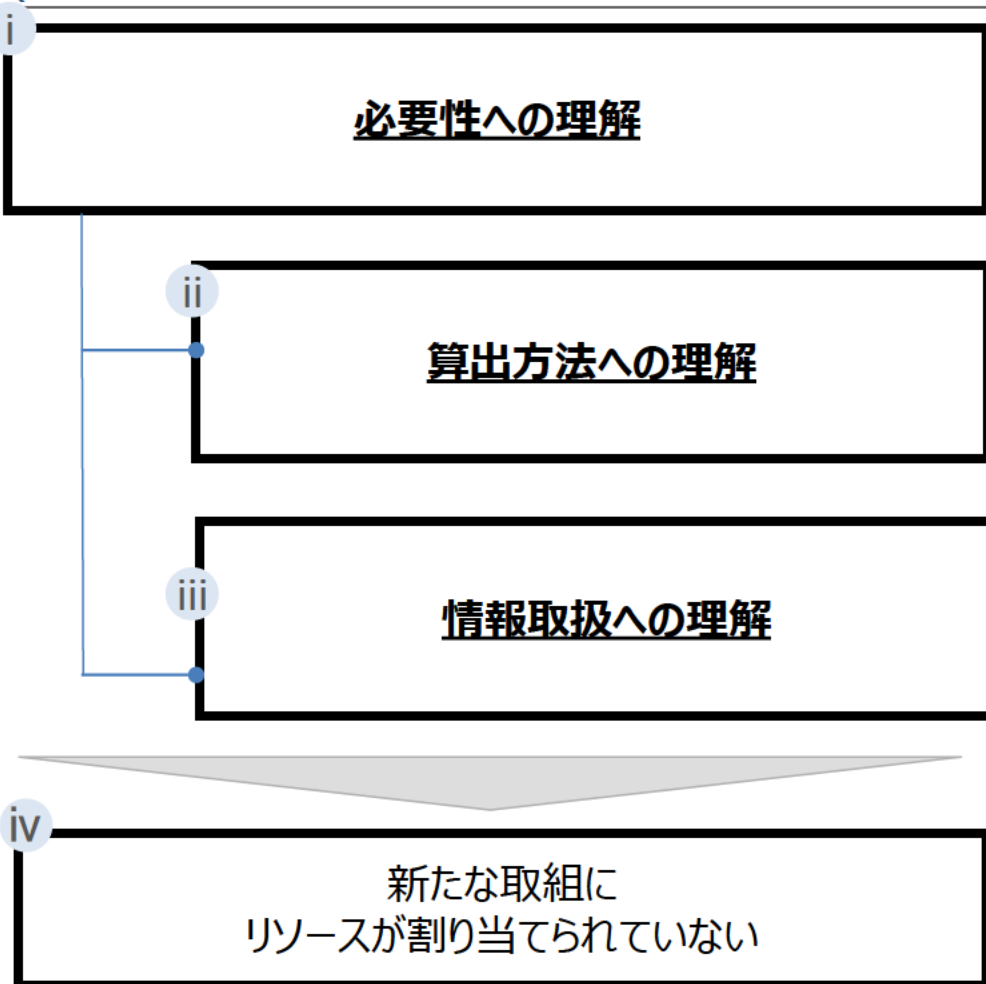 i
必要性への理解
ii
算出方法への理解
iii
情報取扱への理解
iv
新たな取組に
リソースが割り当てられていない